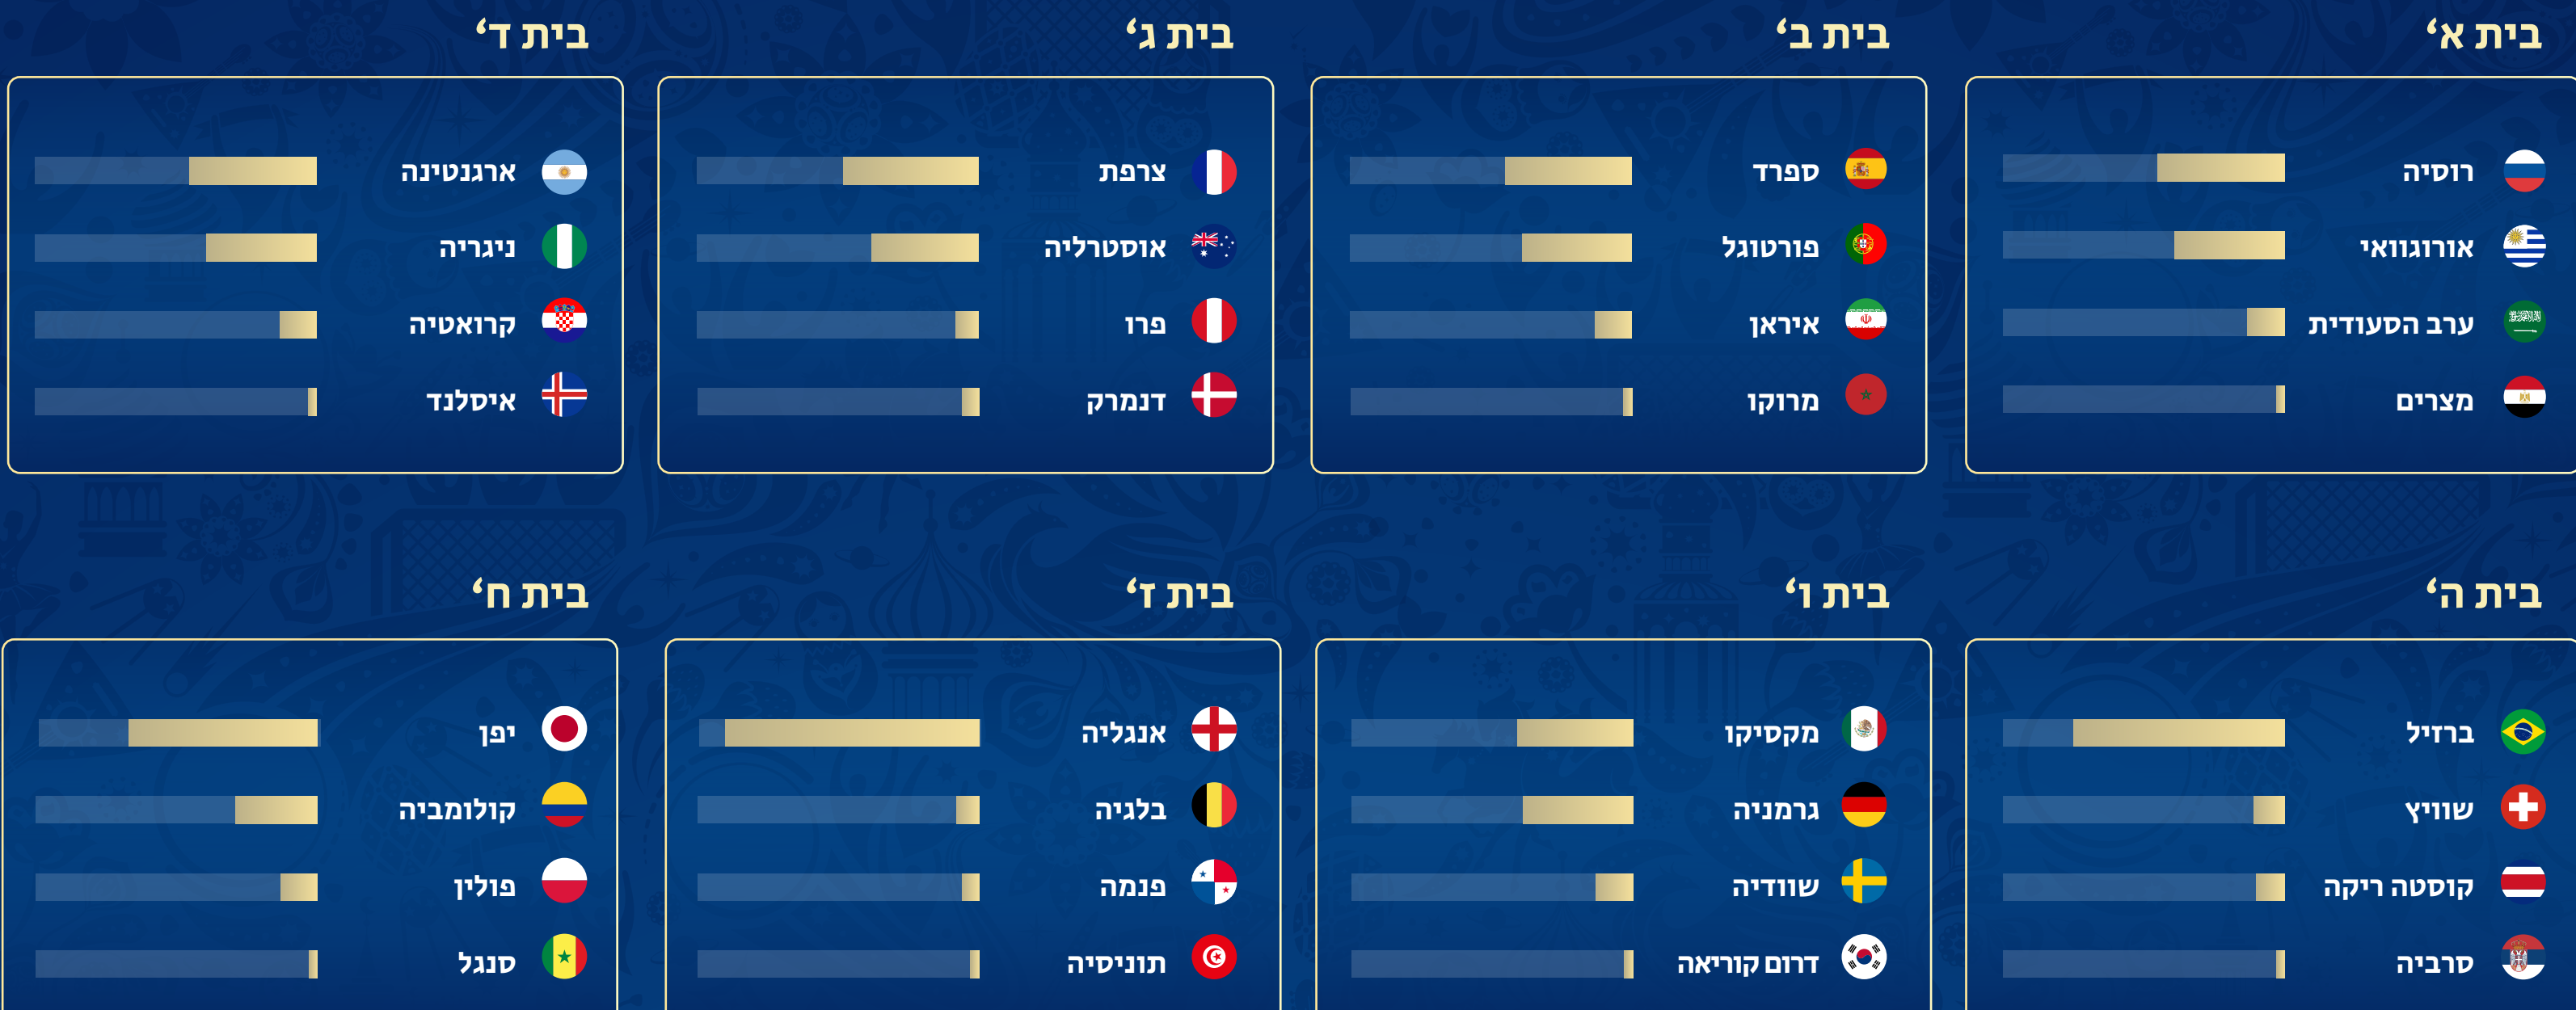 בית א‘
רוסיה
אורוגוואי
ערב הסעודית
מצרים
בית ב‘
ספרד
פורטוגל
איראן
מרוקו
בית ג‘
צרפת
אוסטרליה
פרו
דנמרק
בית ד‘
ארגנטינה
ניגריה
קרואטיה
איסלנד
בית ה‘
ברזיל
שוויץ
קוסטה ריקה
סרביה
בית ו‘
מקסיקו
גרמניה
שוודיה
דרום קוריאה
בית ז‘
אנגליה
בלגיה
פנמה
תוניסיה
בית ח‘
יפן
קולומביה
פולין
סנגל